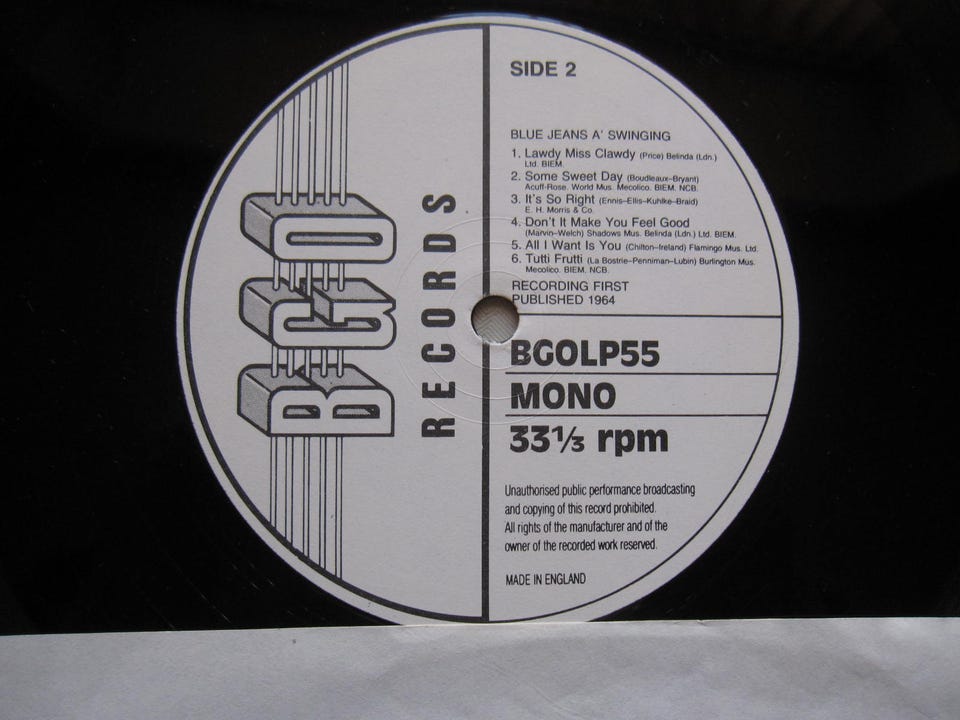 BGO
RECORDS
SIDE 2
BLUE JEANS A' SWINGING
1. Lawdy Miss Clawdy (Price) Belinda (Ldn.)
Ltd. BIEM.
2. Some Sweet Day (Boudleaux–Bryant)
Acuff-Rose. World Mus. Mecolico. BIEM. NCB.
3. It's So Right (Ennis–Ellis–Kuhlke–Braid)
E. H. Morris & Co.
4. Don't It Make You Feel Good
(Marvin–Welch) Shadows Mus. Belinda (Ldn.) Ltd. BIEM.
5. All I Want Is You (Chilton–Ireland) Flamingo Mus. Ltd.
6. Tutti Frutti (La Bostrie–Penniman–Lubin) Burlington Mus.
Mecolico. BIEM. NCB.
RECORDING FIRST
PUBLISHED 1964
BGOLP55
MONO
33⅓ rpm
Unauthorised public performance broadcasting
and copying of this record prohibited.
All rights of the manufacturer and of the
owner of the recorded work reserved.
MADE IN ENGLAND